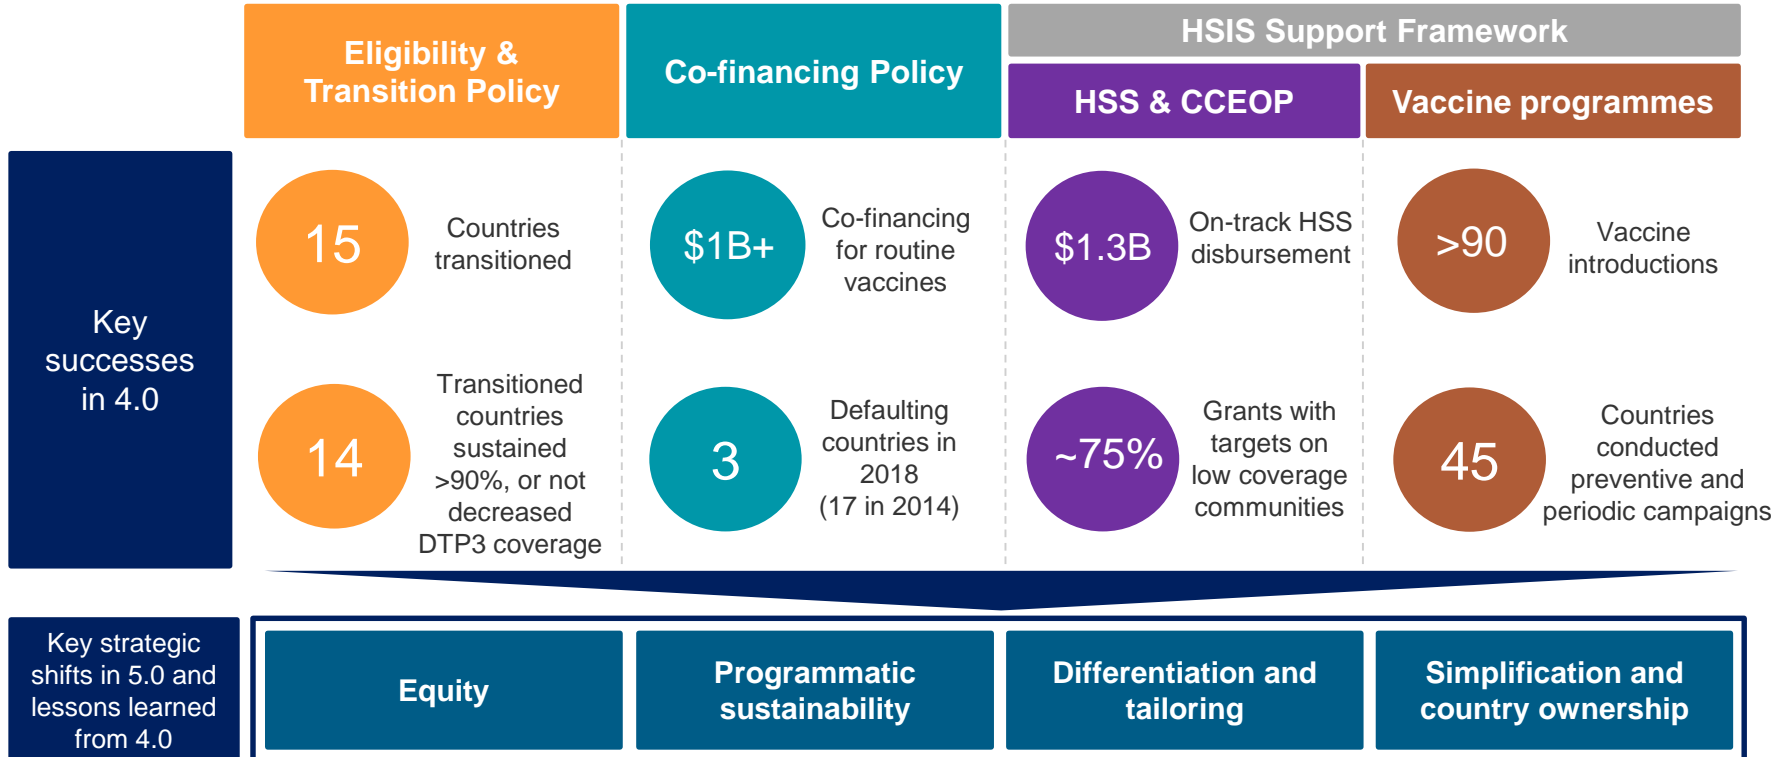 Eligibility &
Transition Policy
Co-financing Policy
HSIS Support Framework
HSS & CCEOP
Vaccine programmes
Key
successes
in 4.0
15
Countries
transitioned
$1B+
Co-financing
for routine
vaccines
$1.3B
On-track HSS
disbursement
>90
Vaccine
introductions
14
Transitioned
countries
sustained
>90%, or not
decreased
DTP3 coverage
3
Defaulting
countries in
2018
(17 in 2014)
~75%
Grants with
targets on
low coverage
communities
45
Countries
conducted
preventive and
periodic campaigns
Key strategic
shifts in 5.0 and
lessons learned
from 4.0
Equity
Programmatic
sustainability
Differentiation and
tailoring
Simplification and
country ownership